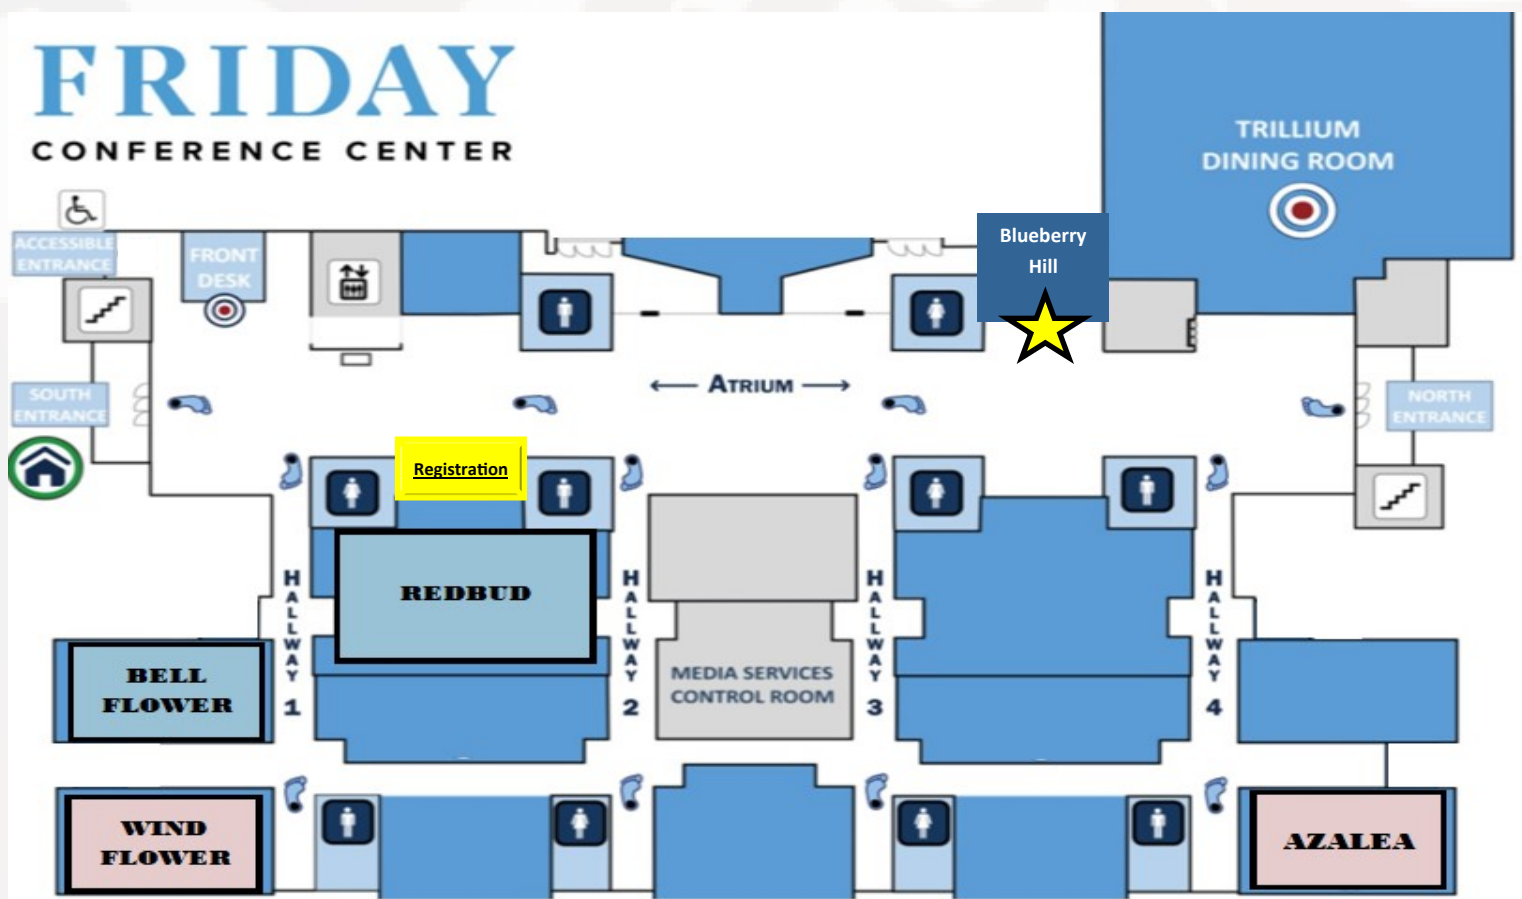 FRIDAY
CONFERENCE CENTER
TRILLIUM
DINING ROOM
ACCESSIBLE
ENTRANCE
FRONT
DESK
Blueberry
Hill
SOUTH
ENTRANCE
← ATRIUM →
NORTH
ENTRANCE
Registration
HALLWAY 1
REDBUD
HALLWAY 2
MEDIA SERVICES
CONTROL ROOM
HALLWAY 3
HALLWAY 4
BELL
FLOWER
WIND
FLOWER
AZALEA